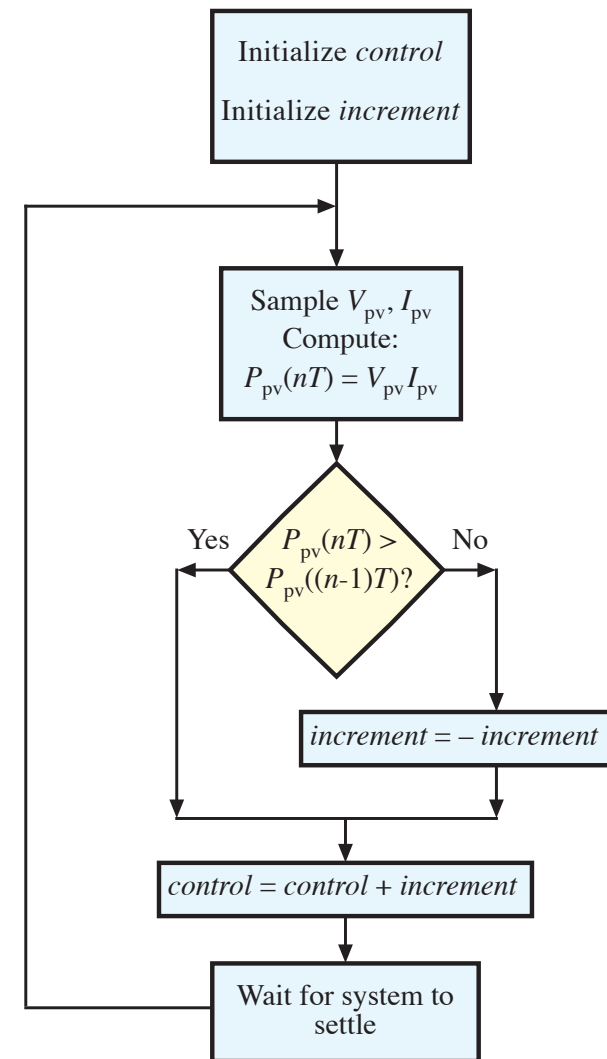 Initialize control
Initialize increment
Sample Vpv, Ipv
Compute:
Ppv(nT) = VpvIpv
Yes
Ppv(nT) >
Ppv((n-1)T)?
No
increment = – increment
control = control + increment
Wait for system to
settle